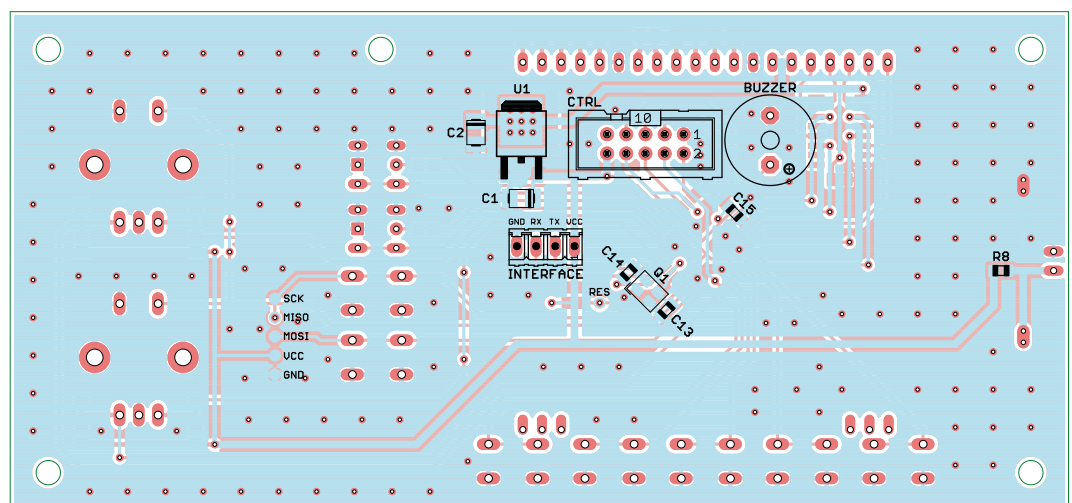 U1
BUZZER
CTRL
10
C2
1
2
C1
C15
GND RX TX VCC
INTERFACE
C14
Q1
R8
RES
C13
SCK
MISO
MOSI
VCC
GND